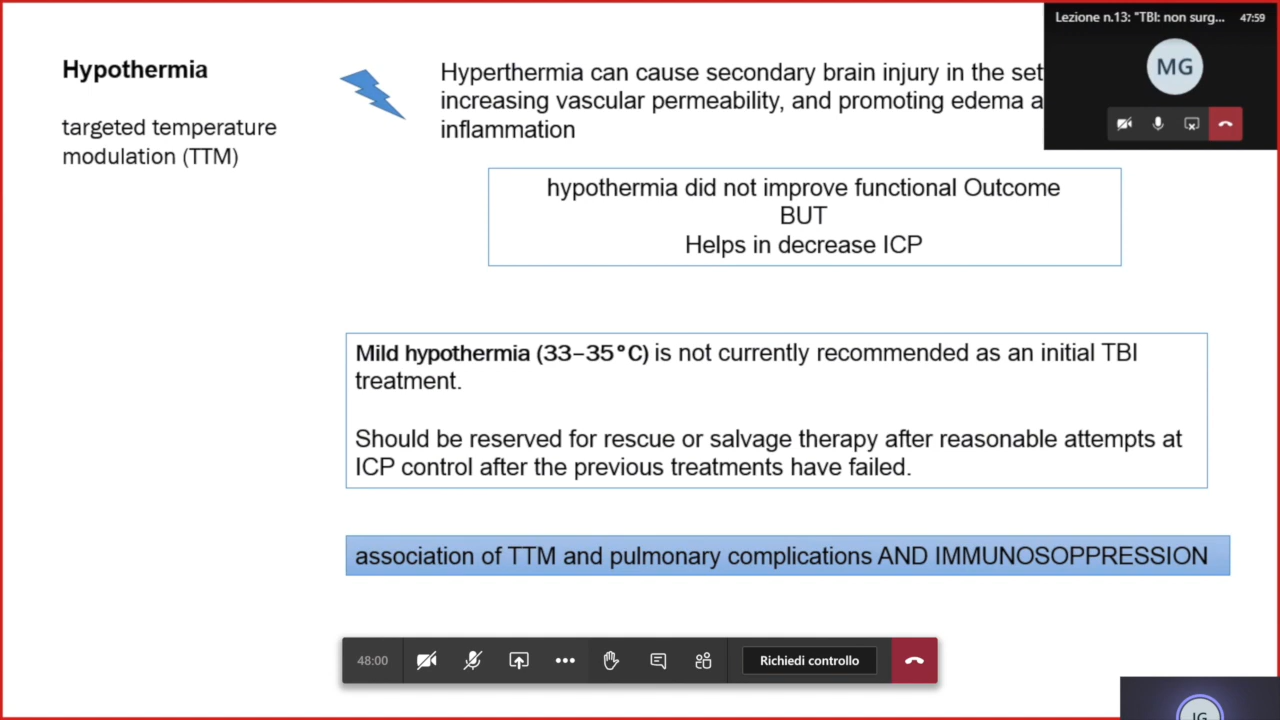 Hypothermia
targeted temperature
modulation (TTM)
Hyperthermia can cause secondary brain injury in the set
increasing vascular permeability, and promoting edema a
inflammation
hypothermia did not improve functional Outcome
BUT
Helps in decrease ICP
Mild hypothermia (33–35°C) is not currently recommended as an initial TBI
treatment.
Should be reserved for rescue or salvage therapy after reasonable attempts at
ICP control after the previous treatments have failed.
association of TTM and pulmonary complications AND IMMUNOSOPPRESSION
Lezione n.13: "TBI: non surg... 47:59
MG
48:00 Richiedi controllo
JG